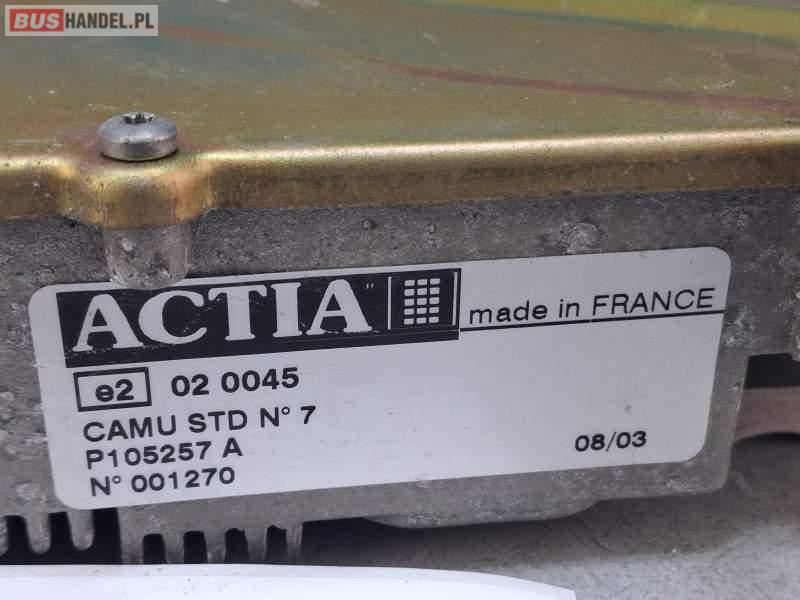 BUSHANDEL.PL
ACTIA" made in FRANCE
e2 02 0045
CAMU STD N° 7
P105257 A 08/03
N° 001270